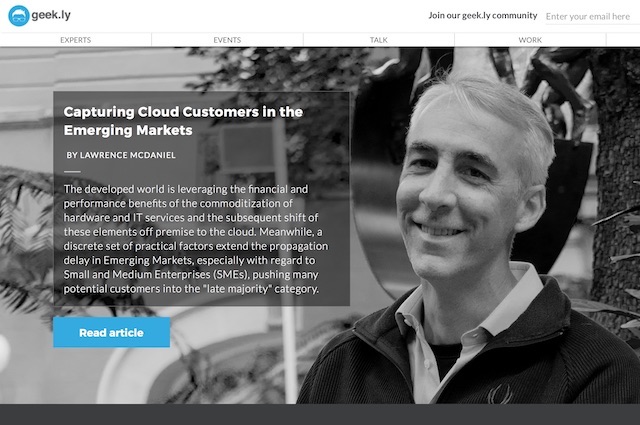 geek.ly
Join our geek.ly community
Enter your email here
EXPERTS
EVENTS
TALK
WORK
Capturing Cloud Customers in the
Emerging Markets
BY LAWRENCE MCDANIEL
The developed world is leveraging the financial and
performance benefits of the commoditization of
hardware and IT services and the subsequent shift of
these elements off premise to the cloud. Meanwhile, a
discrete set of practical factors extend the propagation
delay in Emerging Markets, especially with regard to
Small and Medium Enterprises (SMEs), pushing many
potential customers into the "late majority" category.
Read article